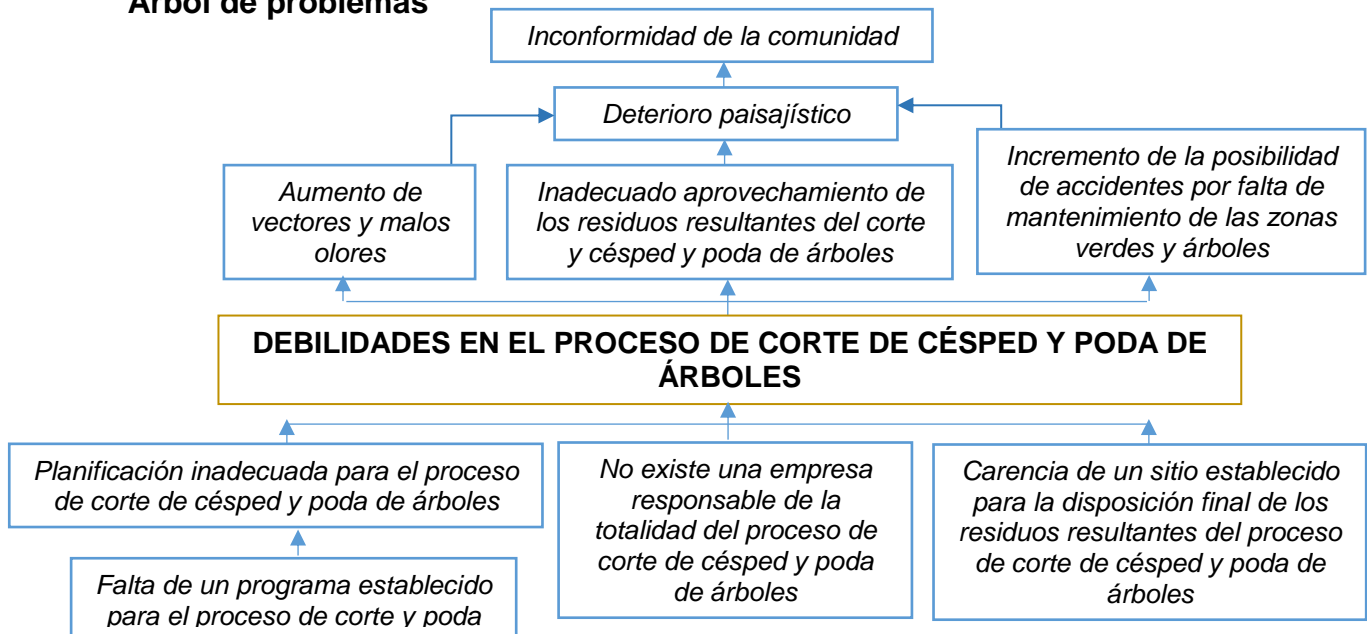 Árbol de problemas
Inconformidad de la comunidad
Deterioro paisajístico
Aumento de
vectores y malos
olores
Inadecuado aprovechamiento de
los residuos resultantes del corte
y césped y poda de árboles
Incremento de la posibilidad
de accidentes por falta de
mantenimiento de las zonas
verdes y árboles
DEBILIDADES EN EL PROCESO DE CORTE DE CÉSPED Y PODA DE
ÁRBOLES
Planificación inadecuada para el proceso
de corte de césped y poda de árboles
No existe una empresa
responsable de la
totalidad del proceso de
corte de césped y poda
de árboles
Carencia de un sitio establecido
para la disposición final de los
residuos resultantes del proceso
de corte de césped y poda de
árboles
Falta de un programa establecido
para el proceso de corte y poda